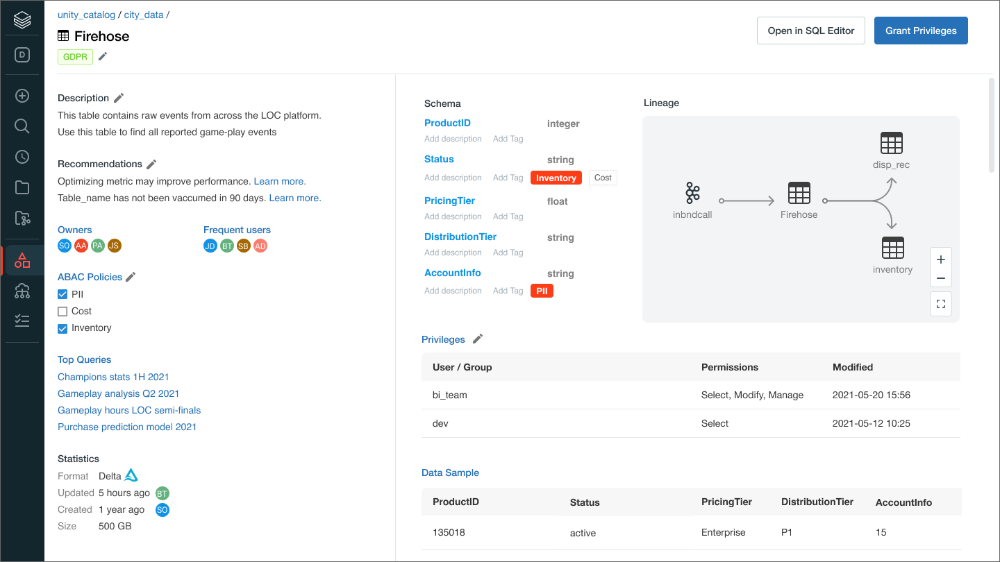 unity_catalog / city_data /
Firehose
GDPR
Open in SQL Editor
Grant Privileges
D
Description
This table contains raw events from across the LOC platform.
Use this table to find all reported game-play events
Recommendations
Optimizing metric may improve performance. Learn more.
Table_name has not been vaccumed in 90 days. Learn more.
Owners
SO AA PA JS
Frequent users
JD BT SB AD
ABAC Policies
PII
Cost
Inventory
Top Queries
Champions stats 1H 2021
Gameplay analysis Q2 2021
Gameplay hours LOC semi-finals
Purchase prediction model 2021
Statistics
Format Delta
Updated 5 hours ago BT
Created 1 year ago SO
Size 500 GB
Schema
ProductID integer
Add description Add Tag
Status string
Add description Add Tag Inventory Cost
PricingTier float
Add description Add Tag
DistributionTier string
Add description Add Tag
AccountInfo string
Add description Add Tag PII
Lineage
disp_rec
inbndcall
Firehose
inventory
Privileges
User / Group Permissions Modified
bi_team Select, Modify, Manage 2021-05-20 15:56
dev Select 2021-05-12 10:25
Data Sample
ProductID Status PricingTier DistributionTier AccountInfo
135018 active Enterprise P1 15